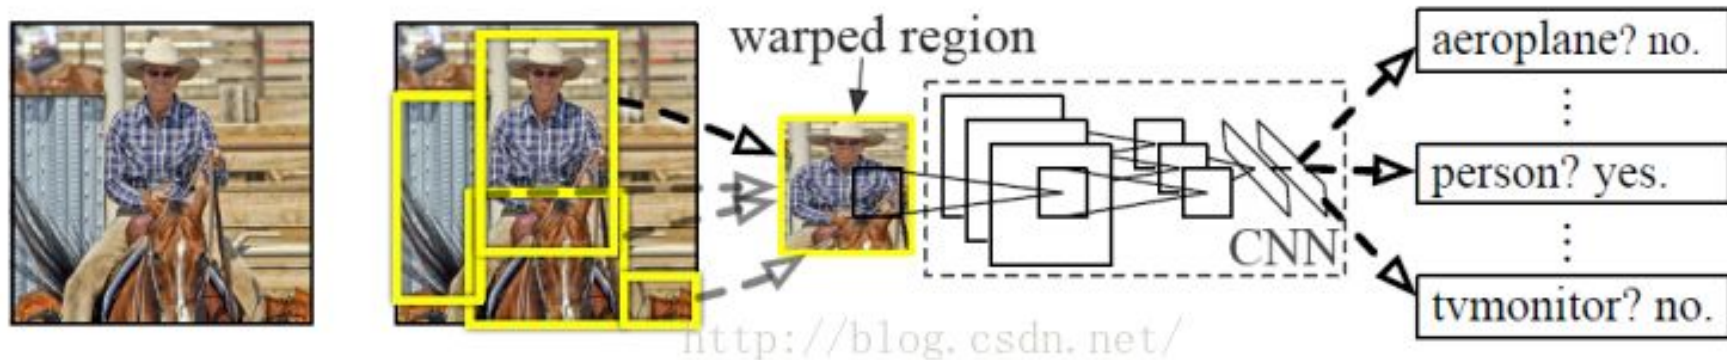 warped region
aeroplane? no.
person? yes.
CNN
tvmonitor? no.
http://blog.csdn.net/